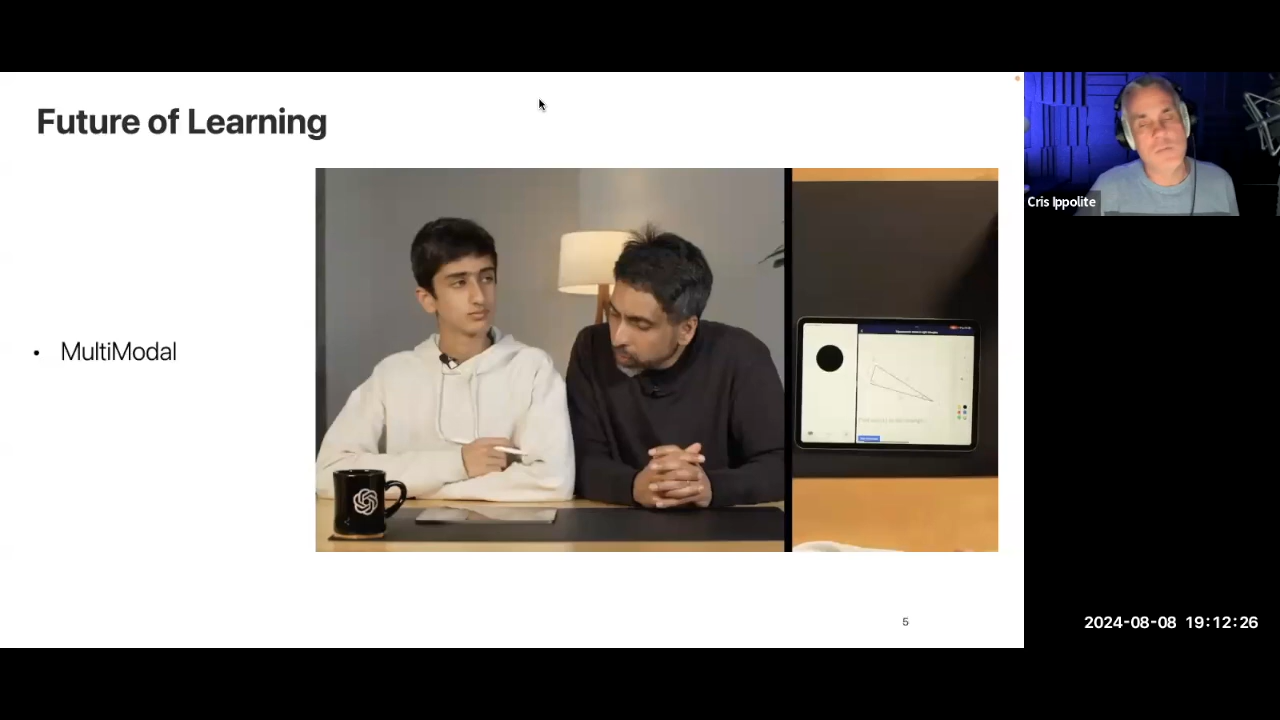 Future of Learning
• MultiModal
5
Cris Ippolite
2024-08-08 19:12:26